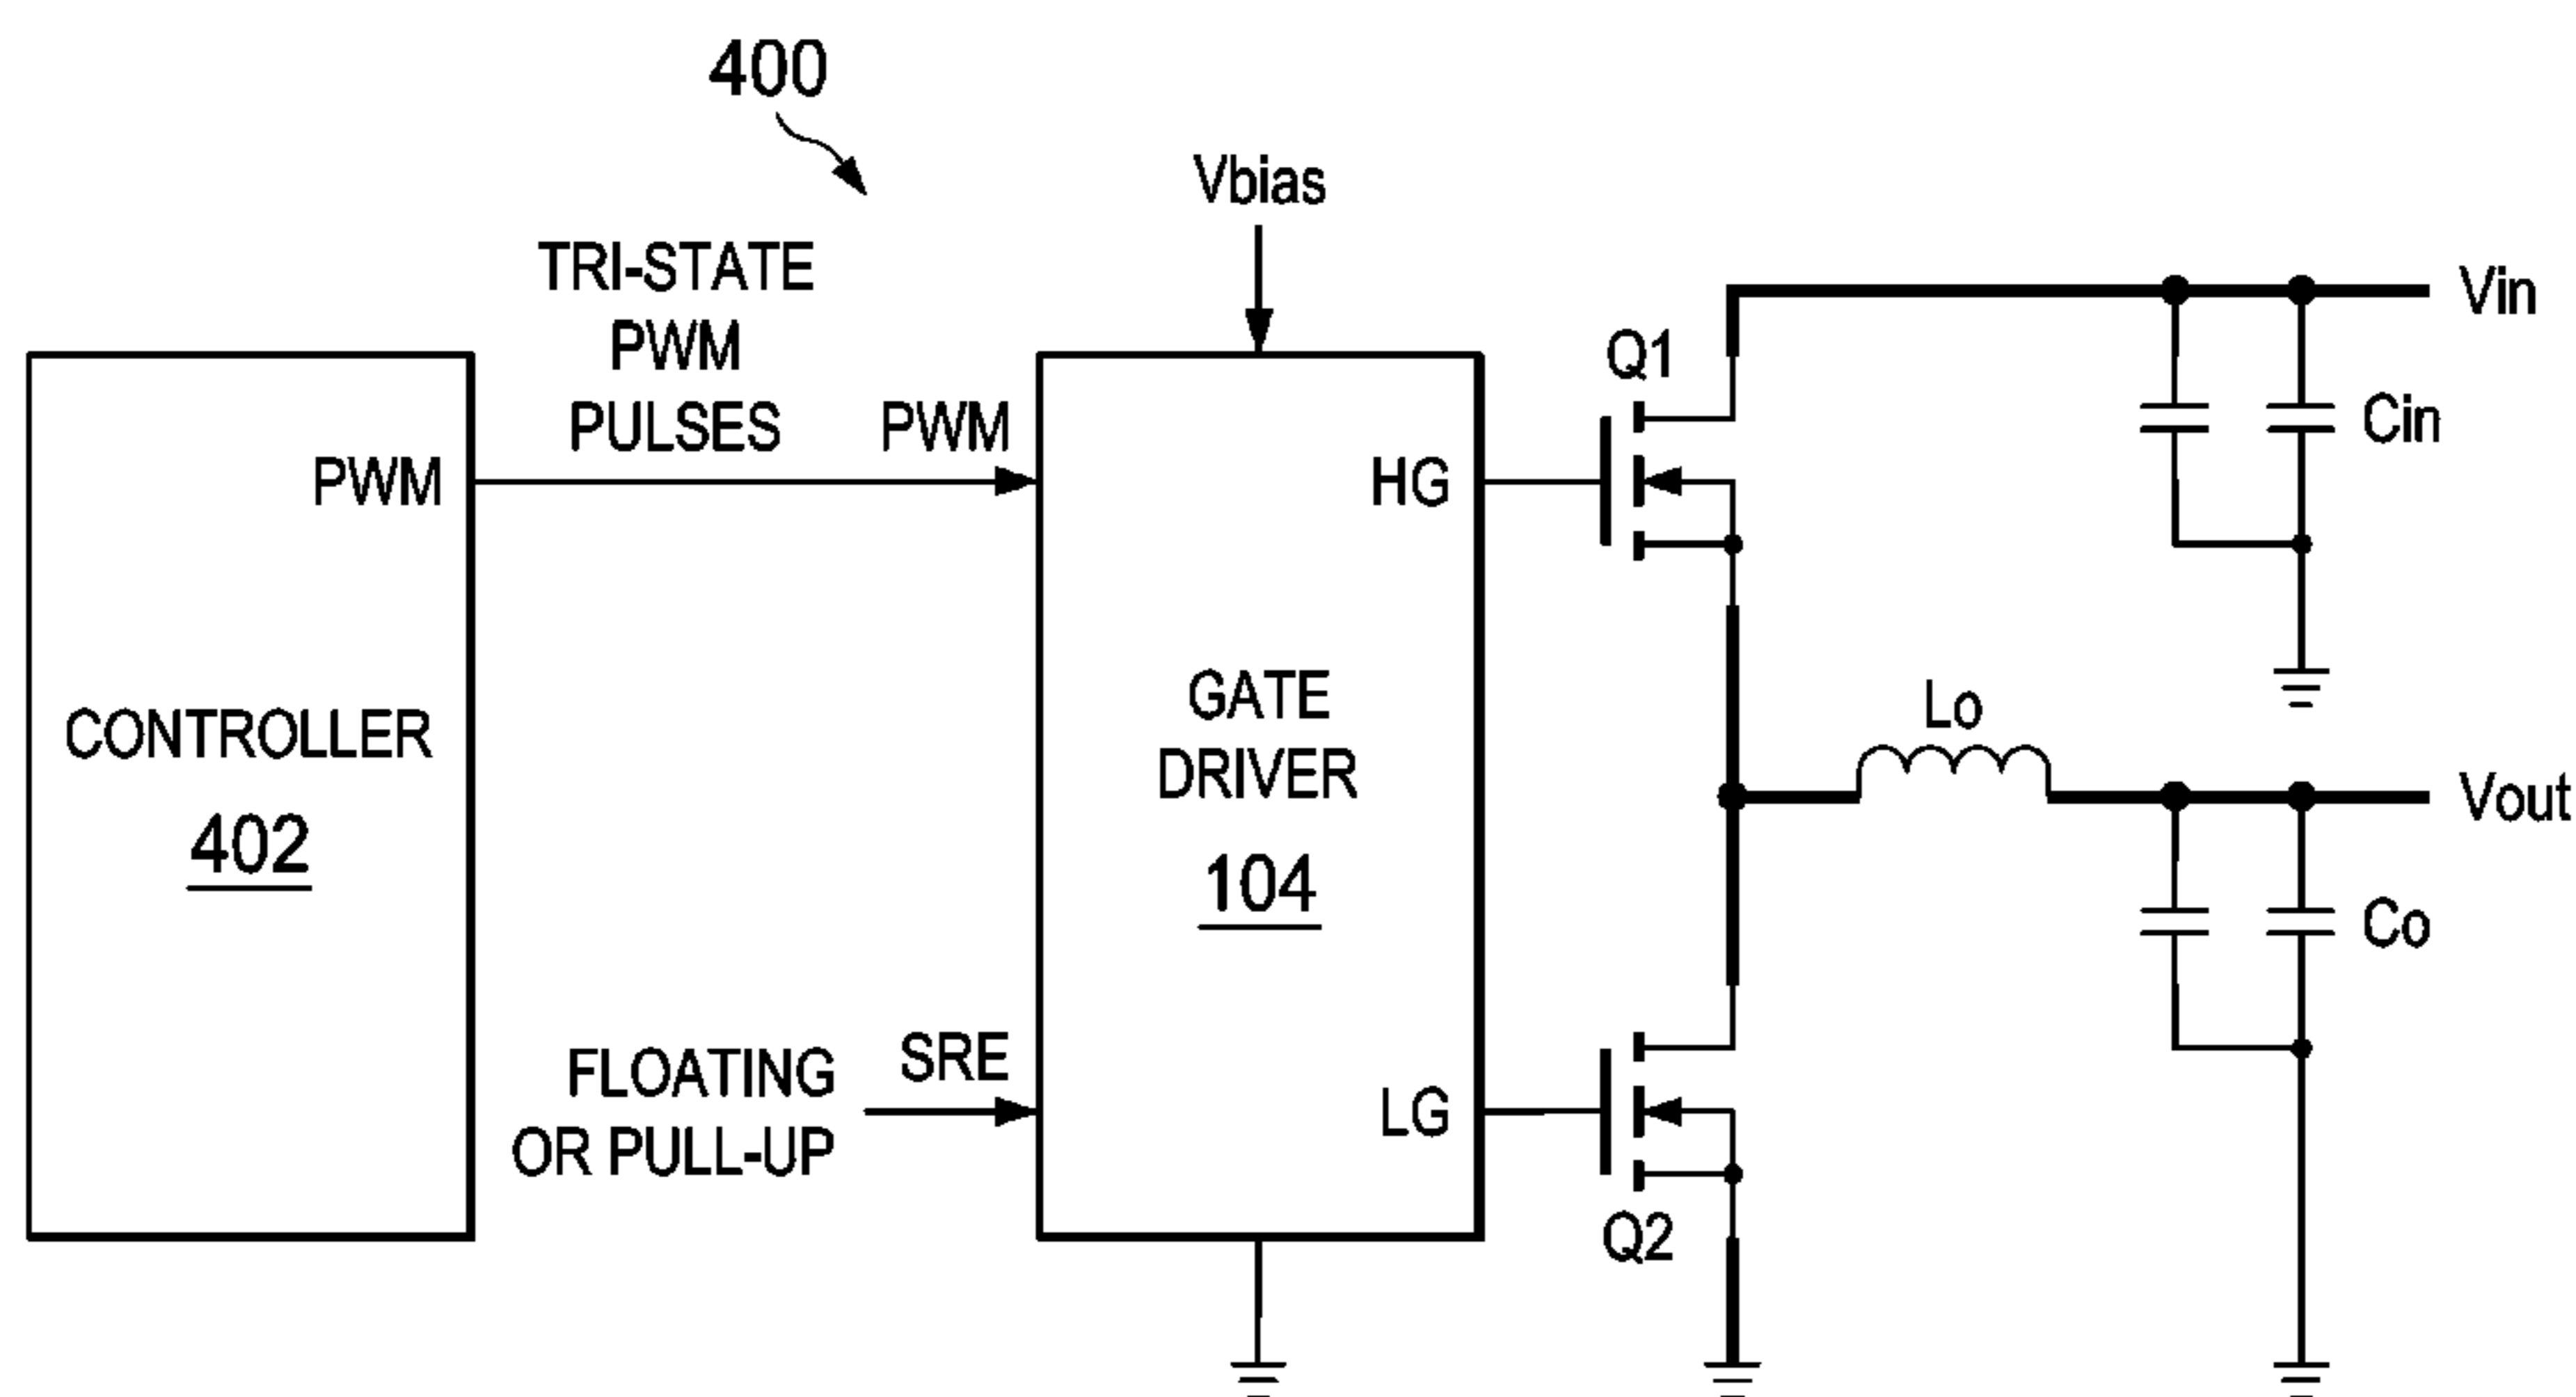 400
Vbias
TRI-STATE
PWM
PULSES
PWM
PWM
CONTROLLER
402
FLOATING
OR PULL-UP
SRE
GATE
DRIVER
104
HG
LG
Q1
Q2
Lo
Vin
Cin
Vout
Co